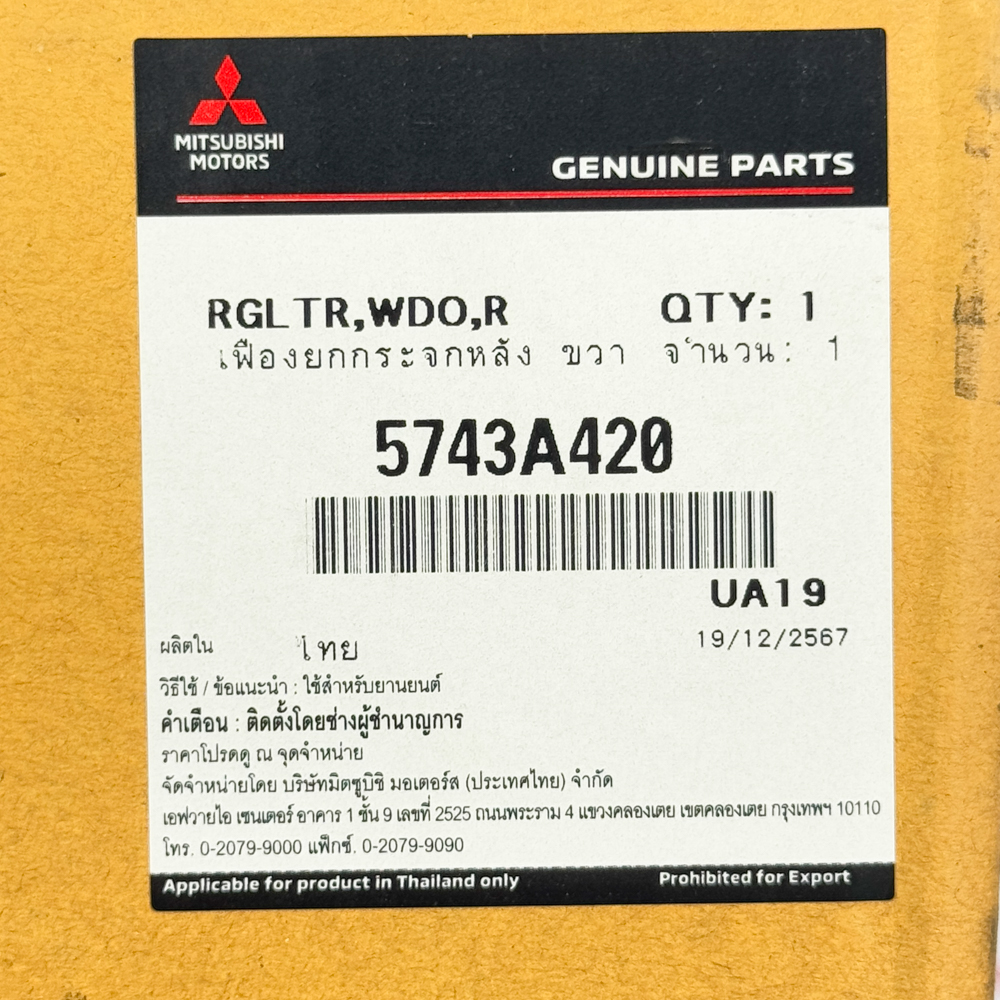 MITSUBISHI
MOTORS
GENUINE PARTS
RGLTR,WDO,R QTY: 1
เฟืองยกกระจกหลัง ขวา จำนวน: 1
5743A420
UA19
19/12/2567
ผลิตใน ไทย
วิธีใช้ / ข้อแนะนำ : ใช้สำหรับยานยนต์
คำเตือน : ติดตั้งโดยช่างผู้ชำนาญการ
ราคาโปรดดู ณ จุดจำหน่าย
จัดจำหน่ายโดย บริษัทมิตซูบิชิ มอเตอร์ส (ประเทศไทย) จำกัด
เอฟวายไอ เซนเตอร์ อาคาร 1 ชั้น 9 เลขที่ 2525 ถนนพระราม 4 แขวงคลองเตย เขตคลองเตย กรุงเทพฯ 10110
โทร. 0-2079-9000 แฟ็กซ์. 0-2079-9090
Applicable for product in Thailand only Prohibited for Export